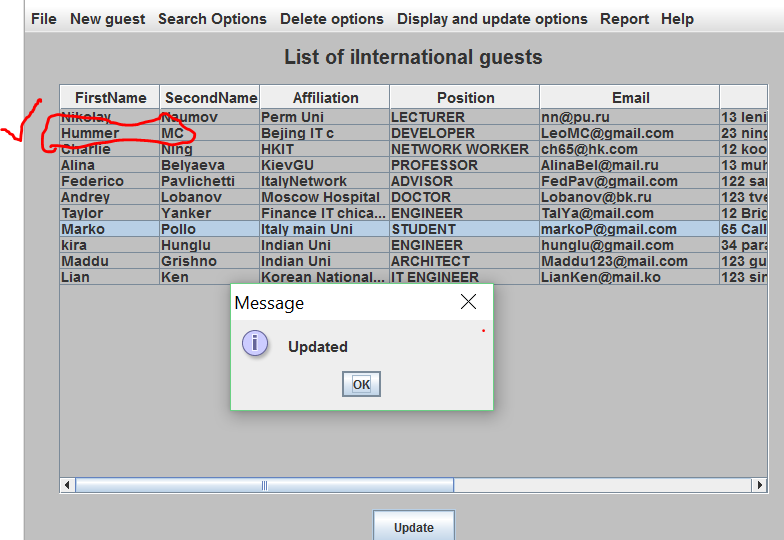 File New guest Search Options Delete options Display and update options Report Help
List of iInternational guests
FirstName SecondName Affiliation Position Email
Nikolay Naumov Perm Uni LECTURER nn@pu.ru 13 leni
Hummer MC Bejing IT c DEVELOPER LeoMC@gmail.com 23 ning
Charlie Ning HKIT NETWORK WORKER ch65@hk.com 12 koo
Alina Belyaeva KievGU PROFESSOR AlinaBel@mail.ru 13 muh
Federico Pavlichetti ItalyNetwork ADVISOR FedPav@gmail.com 122 sai
Andrey Lobanov Moscow Hospital DOCTOR Lobanov@bk.ru 123 tve
Taylor Yanker Finance IT chica... ENGINEER TalYa@mail.com 12 Brig
Marko Pollo Italy main Uni STUDENT markoP@gmail.com 65 Call
kira Hunglu Indian Uni ENGINEER hunglu@gmail.com 34 para
Maddu Grishno Indian Uni ARCHITECT Maddu123@mail.com 123 gu
Lian Ken Korean National... IT ENGINEER LianKen@mail.ko 123 sin
Message
Updated
OK
Update